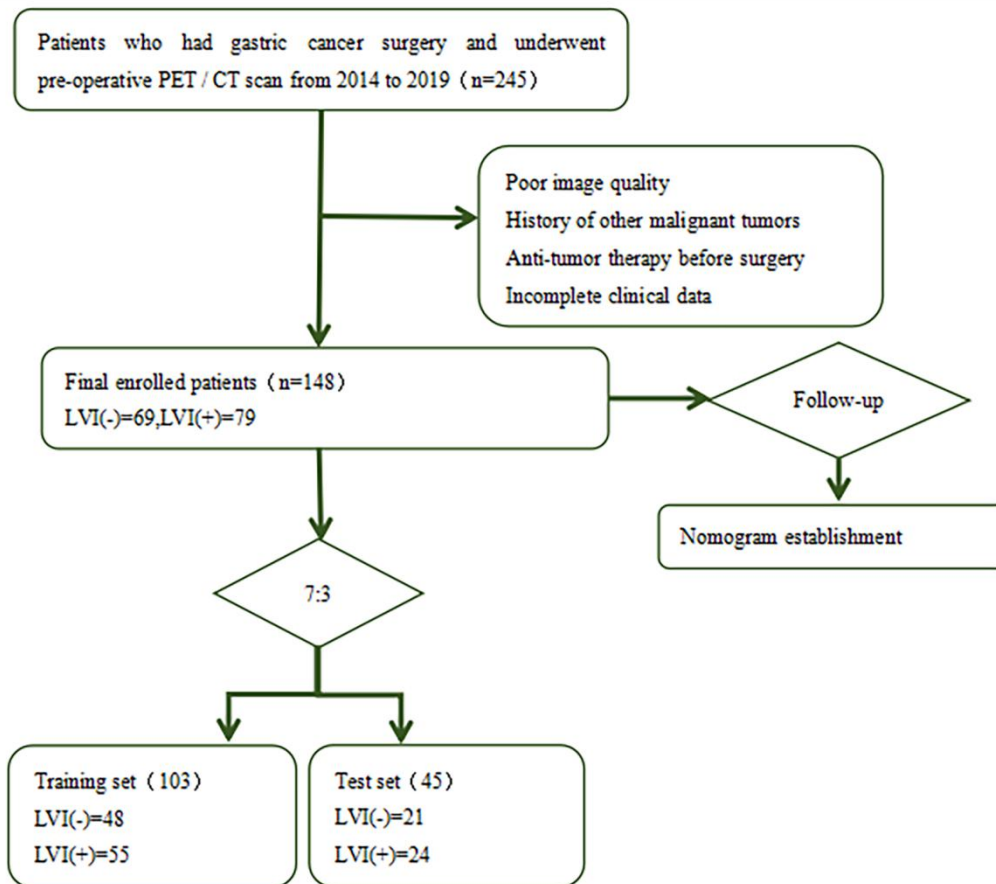 Patients who had gastric cancer surgery and underwent
pre-operative PET / CT scan from 2014 to 2019（n=245）
Poor image quality
History of other malignant tumors
Anti-tumor therapy before surgery
Incomplete clinical data
Final enrolled patients（n=148）
LVI(-)=69,LVI(+)=79
Follow-up
Nomogram establishment
7:3
Training set（103）
LVI(-)=48
LVI(+)=55
Test set（45）
LVI(-)=21
LVI(+)=24